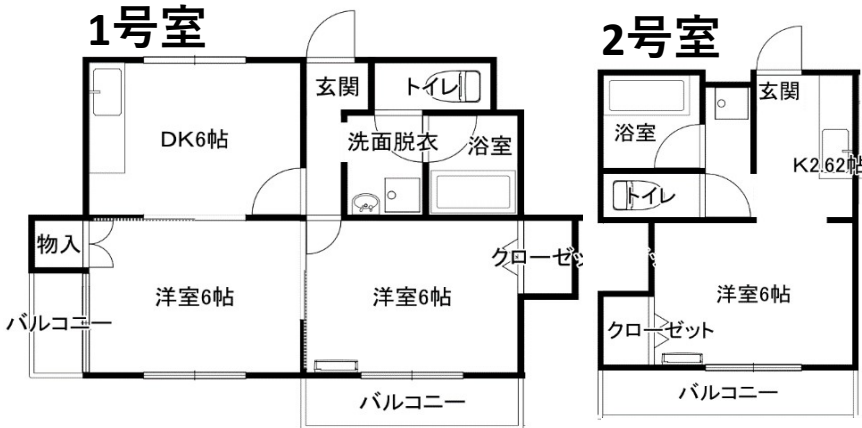 1号室
玄関
トイレ
DK6帖
洗面脱衣
浴室
物入
クローゼッ
洋室6帖
洋室6帖
バルコニー
バルコニー
2号室
玄関
浴室
K2.62帖
トイレ
洋室6帖
クローゼット
バルコニー